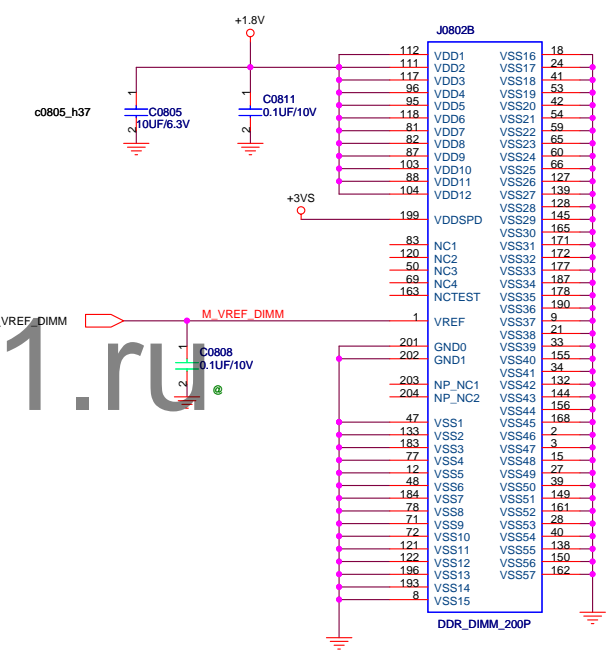 +1.8V
J0802B
112 VDD1 VSS16 18
111 VDD2 VSS17 24
117 VDD3 VSS18 41
96 VDD4 VSS19 53
95 VDD5 VSS20 42
118 VDD6 VSS21 54
81 VDD7 VSS22 59
82 VDD8 VSS23 65
87 VDD9 VSS24 60
103 VDD10 VSS25 66
88 VDD11 VSS26 127
104 VDD12 VSS27 139
VSS28 128
199 VDDSPD VSS29 145
VSS30 165
83 NC1 VSS31 171
120 NC2 VSS32 172
50 NC3 VSS33 177
69 NC4 VSS34 187
163 NCTEST VSS35 178
VSS36 190
1 VREF VSS37 9
VSS38 21
201 GND0 VSS39 33
202 GND1 VSS40 155
VSS41 34
203 NP_NC1 VSS42 132
204 NP_NC2 VSS43 144
VSS44 156
47 VSS1 VSS45 168
133 VSS2 VSS46 2
183 VSS3 VSS47 3
77 VSS4 VSS48 15
12 VSS5 VSS49 27
48 VSS6 VSS50 39
184 VSS7 VSS51 149
78 VSS8 VSS52 161
71 VSS9 VSS53 28
72 VSS10 VSS54 40
121 VSS11 VSS55 138
122 VSS12 VSS56 150
196 VSS13 VSS57 162
193 VSS14
8 VSS15
DDR_DIMM_200P
c0805_h37
1
C0805
10UF/6.3V
2
1
C0811
0.1UF/10V
2
+3VS
_VREF_DIMM
M_VREF_DIMM
1
C0808
0.1UF/10V
2
@
1.ru